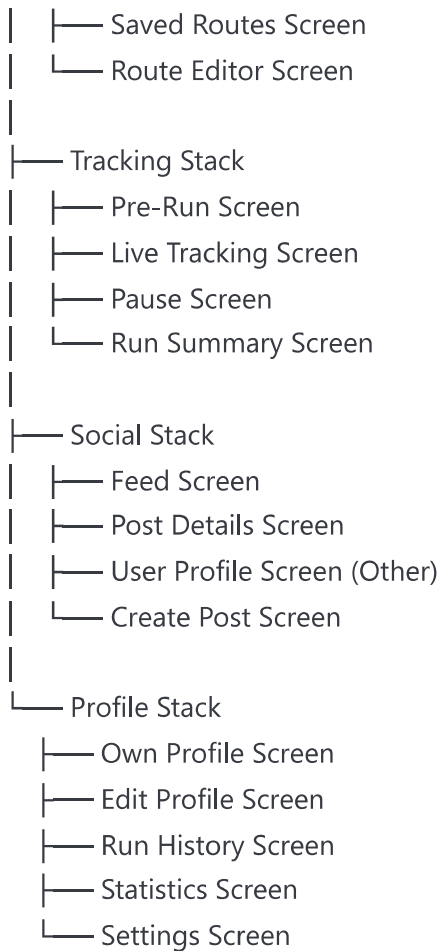 │   ├── Saved Routes Screen
│   └── Route Editor Screen
│
├── Tracking Stack
│   ├── Pre-Run Screen
│   ├── Live Tracking Screen
│   ├── Pause Screen
│   └── Run Summary Screen
│
├── Social Stack
│   ├── Feed Screen
│   ├── Post Details Screen
│   ├── User Profile Screen (Other)
│   └── Create Post Screen
│
└── Profile Stack
    ├── Own Profile Screen
    ├── Edit Profile Screen
    ├── Run History Screen
    ├── Statistics Screen
    └── Settings Screen